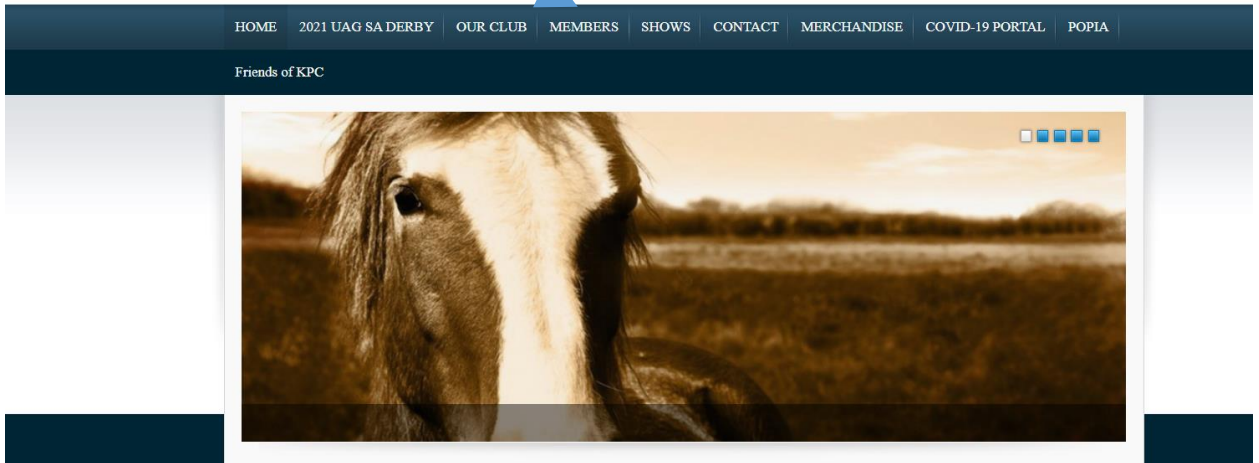 HOME 2021 UAG SA DERBY OUR CLUB MEMBERS SHOWS CONTACT MERCHANDISE COVID-19 PORTAL POPIA
Friends of KPC